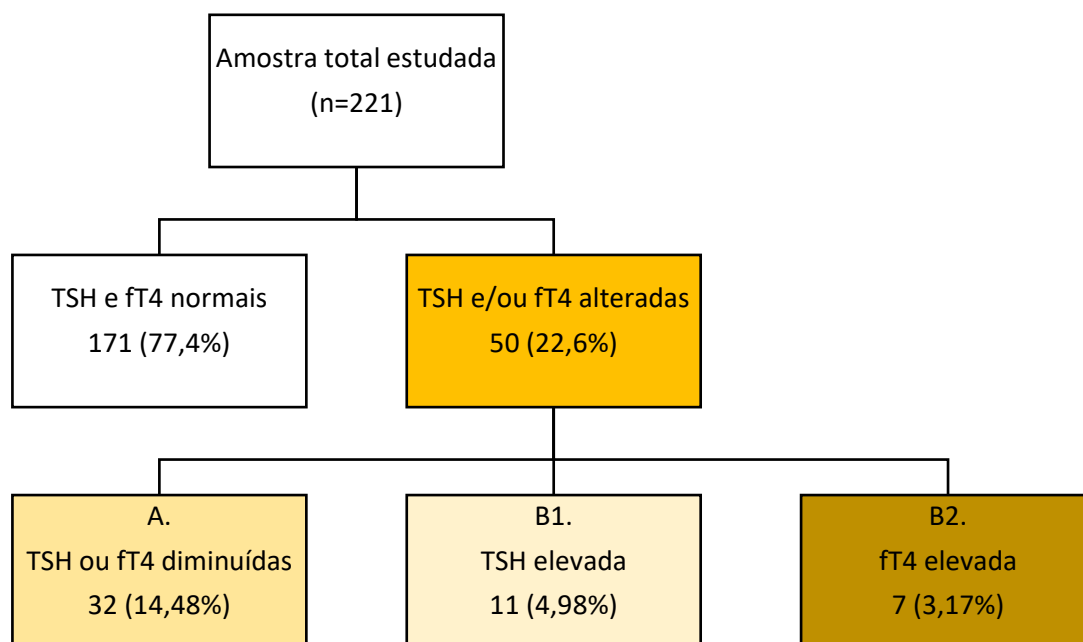 Amostra total estudada
(n=221)
TSH e fT4 normais
171 (77,4%)
TSH e/ou fT4 alteradas
50 (22,6%)
A.
TSH ou fT4 diminuídas
32 (14,48%)
B1.
TSH elevada
11 (4,98%)
B2.
fT4 elevada
7 (3,17%)